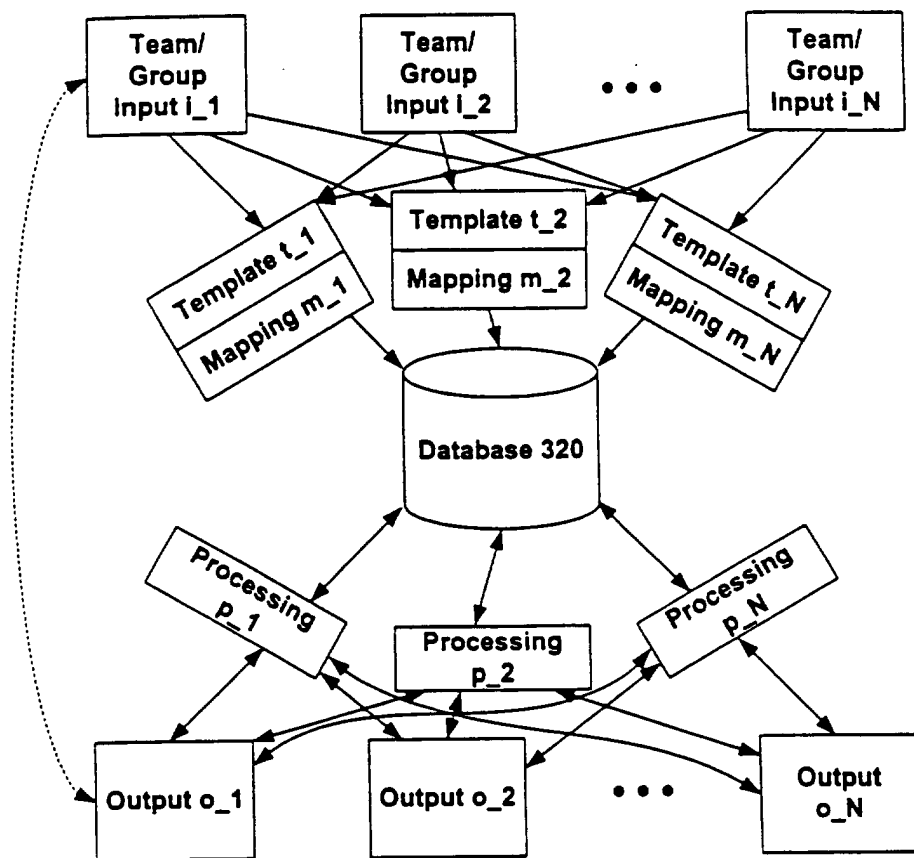 Team/
Group
Input i_1
Team/
Group
Input i_2
Team/
Group
Input i_N
Template t_1
Mapping m_1
Template t_2
Mapping m_2
Template t_N
Mapping m_N
Database 320
Processing
p_1
Processing
p_2
Processing
p_N
Output o_1
Output o_2
Output
o_N